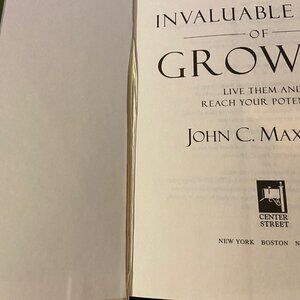 INVALUABLE
OF
GROW
LIVE THEM AND
REACH YOUR POTEN
JOHN C. MAX
CENTER
STREET
NEW YORK BOSTON N